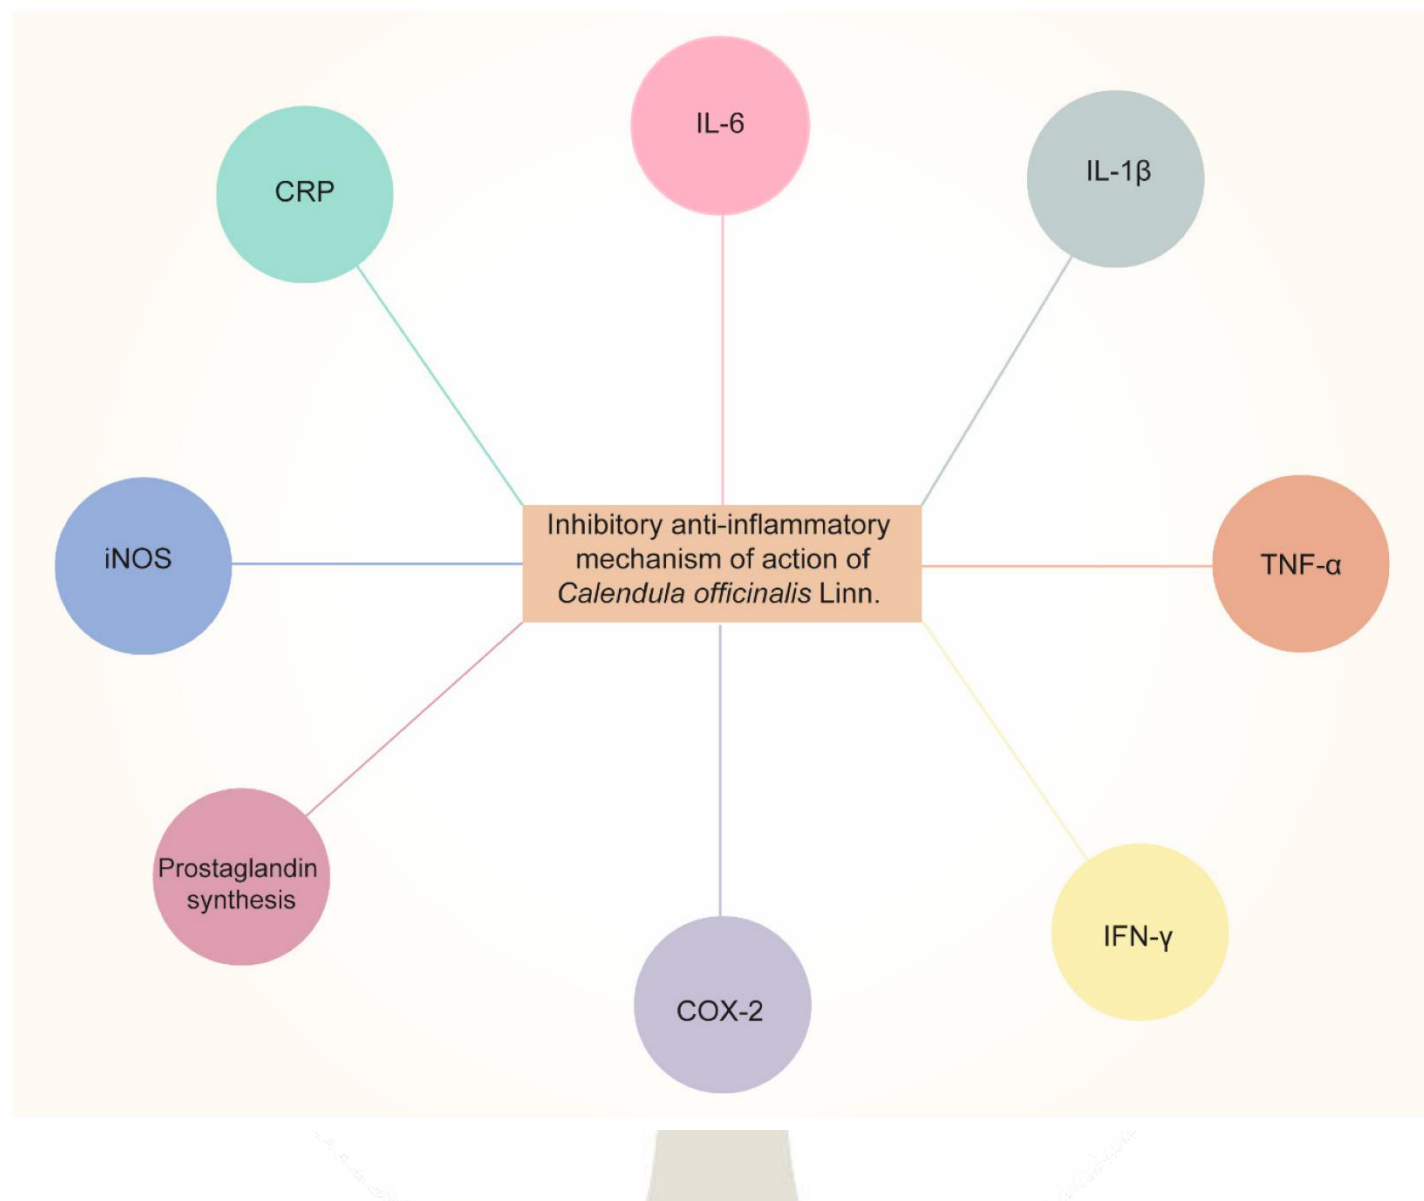 IL-6
IL-1β
CRP
Inhibitory anti-inflammatory
mechanism of action of
Calendula officinalis Linn.
iNOS
TNF-α
Prostaglandin
synthesis
IFN-γ
COX-2